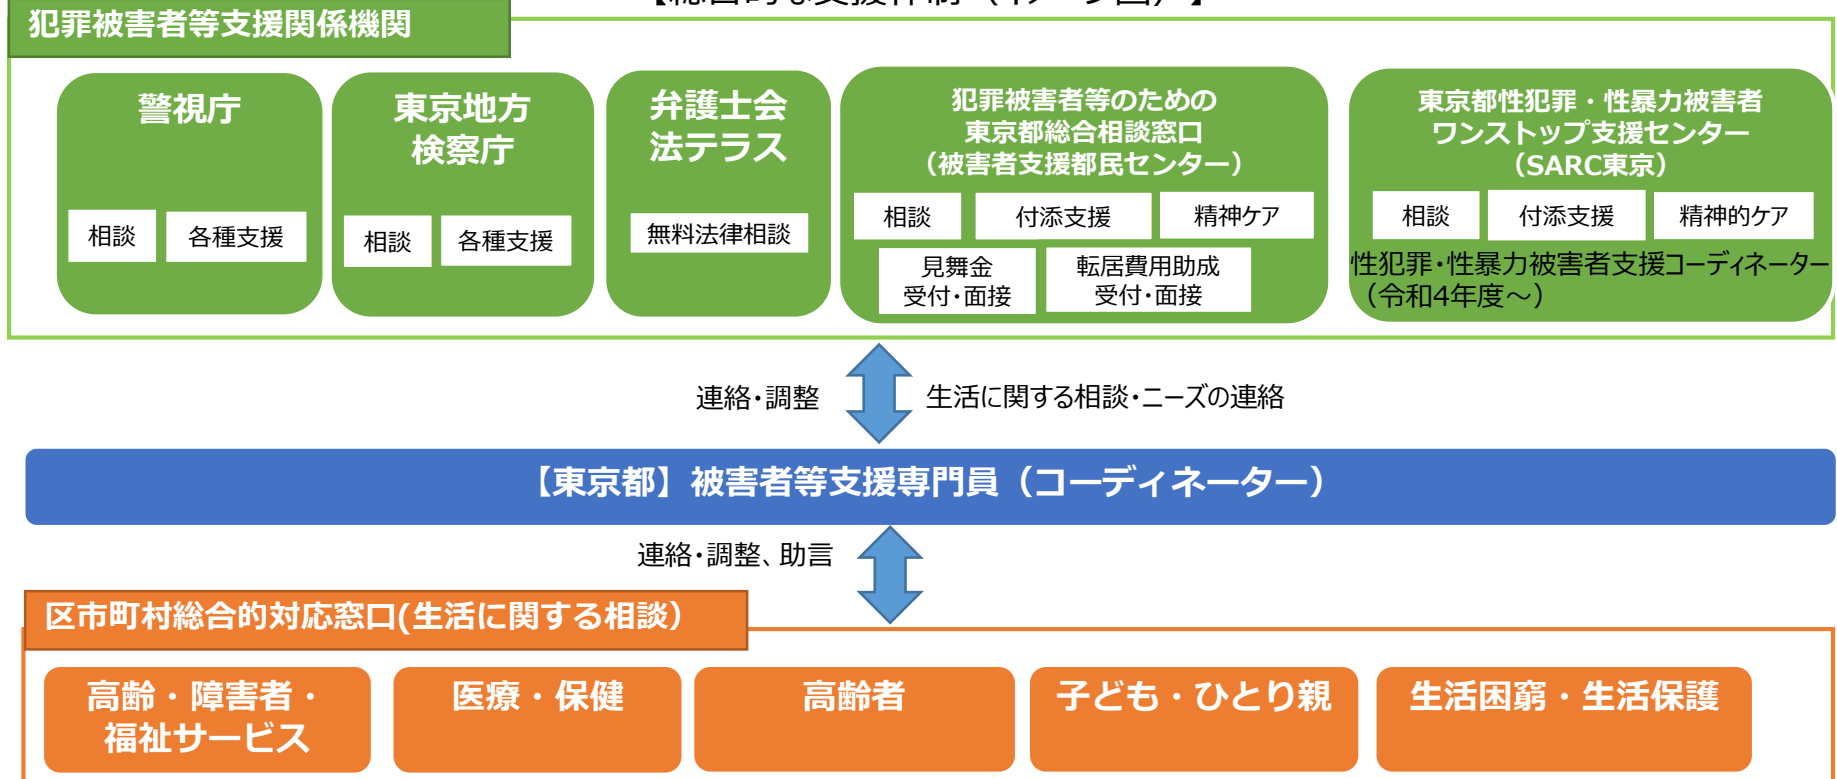 【総合的な支援体制（イメージ図）】
犯罪被害者等支援関係機関
警視庁
相談
各種支援
東京地方
検察庁
相談
各種支援
弁護士会
法テラス
無料法律相談
犯罪被害者等のための
東京都総合相談窓口
（被害者支援都民センター）
相談
付添支援
精神ケア
見舞金
受付・面接
転居費用助成
受付・面接
東京都性犯罪・性暴力被害者
ワンストップ支援センター
（SARC東京）
相談
付添支援
精神的ケア
性犯罪・性暴力被害者支援コーディネーター
（令和4年度～）
連絡・調整
生活に関する相談・ニーズの連絡
【東京都】被害者等支援専門員（コーディネーター）
連絡・調整、助言
区市町村総合的対応窓口(生活に関する相談）
高齢・障害者・
福祉サービス
医療・保健
高齢者
子ども・ひとり親
生活困窮・生活保護